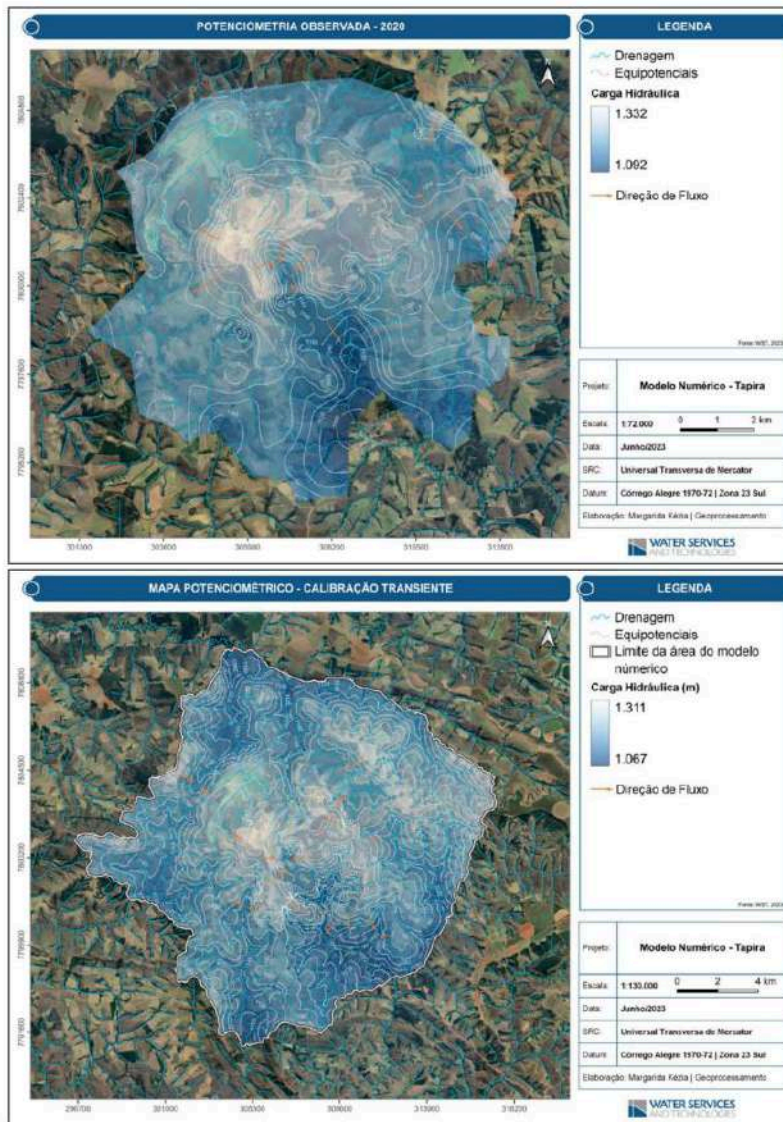 POTENCIOMETRIA OBSERVADA - 2020
LEGENDA
Drenagem
Equipotenciais
Carga Hidráulica
1.332
1.092
Direção de Fluxo
Projeto: Modelo Numérico - Tapira
Escala: 1:72.000 0 1 2 km
Data: Junho/2023
SRC: Universal Transversa de Mercator
Datum: Córrego Alegre 1970-72 | Zona 23 Sul
Elaboração: Margarida Kézia | Geoprocessamento
WATER SERVICES
AND TECHNOLOGIES
MAPA POTENCIOMÉTRICO - CALIBRAÇÃO TRANSIENTE
LEGENDA
Drenagem
Equipotenciais
Limite da área do modelo
númerico
Carga Hidráulica (m)
1.311
1.067
Direção de Fluxo
Projeto: Modelo Numérico - Tapira
Escala: 1:130.000 0 2 4 km
Data: Junho/2023
SRC: Universal Transversa de Mercator
Datum: Córrego Alegre 1970-72 | Zona 23 Sul
Elaboração: Margarida Kézia | Geoprocessamento
WATER SERVICES
AND TECHNOLOGIES